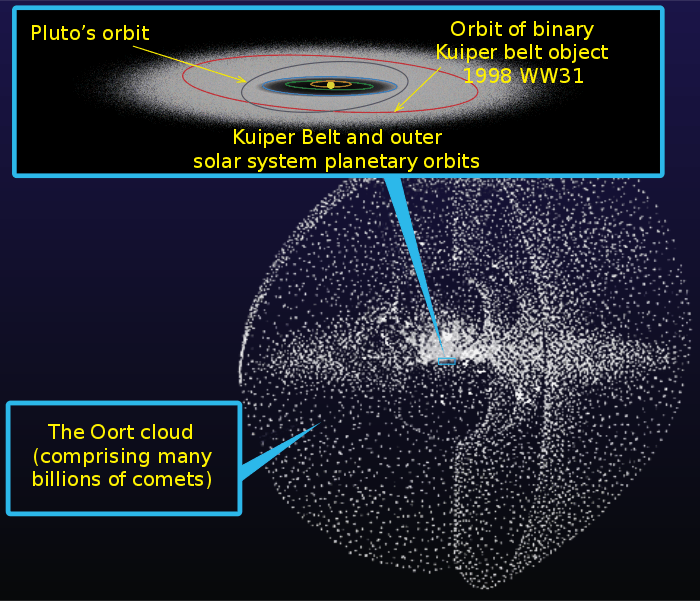 Pluto’s orbit
Orbit of binary
Kuiper belt object
1998 WW31
Kuiper Belt and outer
solar system planetary orbits
The Oort cloud
(comprising many
billions of comets)